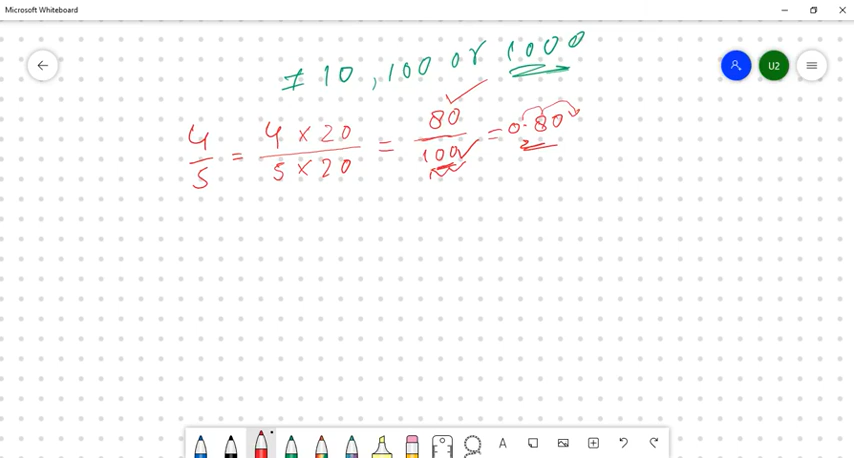 Microsoft Whiteboard
U2
10, 100 or 1000
4/5 = 4 × 20 / 5 × 20 = 80/100 = 0.80
A